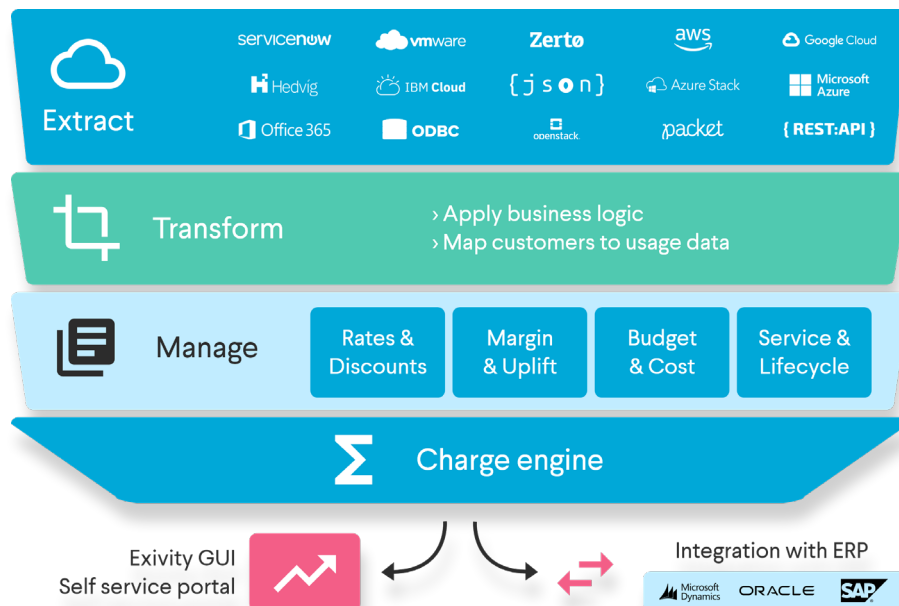 servicenow vmware Zerto aws Google Cloud
Hedvig IBM Cloud {json} Azure Stack Microsoft
Azure
Extract
Office 365 ODBC openstack. packet {REST:API}
Transform
› Apply business logic
› Map customers to usage data
Manage
Rates &
Discounts
Margin
& Uplift
Budget
& Cost
Service &
Lifecycle
Σ Charge engine
Exivity GUI
Self service portal
Integration with ERP
Microsoft
Dynamics
ORACLE
SAP